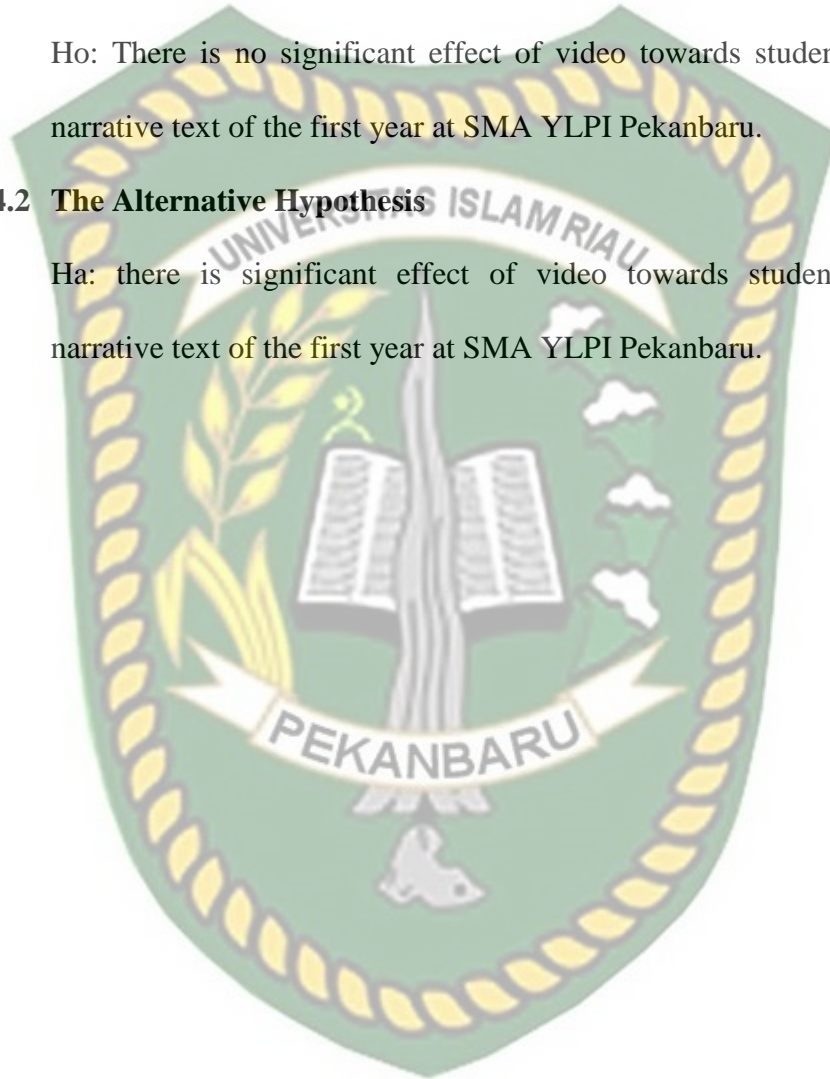 Ho: There is no significant effect of video towards studen
narrative text of the first year at SMA YLPI Pekanbaru.
4.2 The Alternative Hypothesis
UNIVERSITAS ISLAM RIAU
Ha: there is significant effect of video towards studen
narrative text of the first year at SMA YLPI Pekanbaru.
PEKANBARU